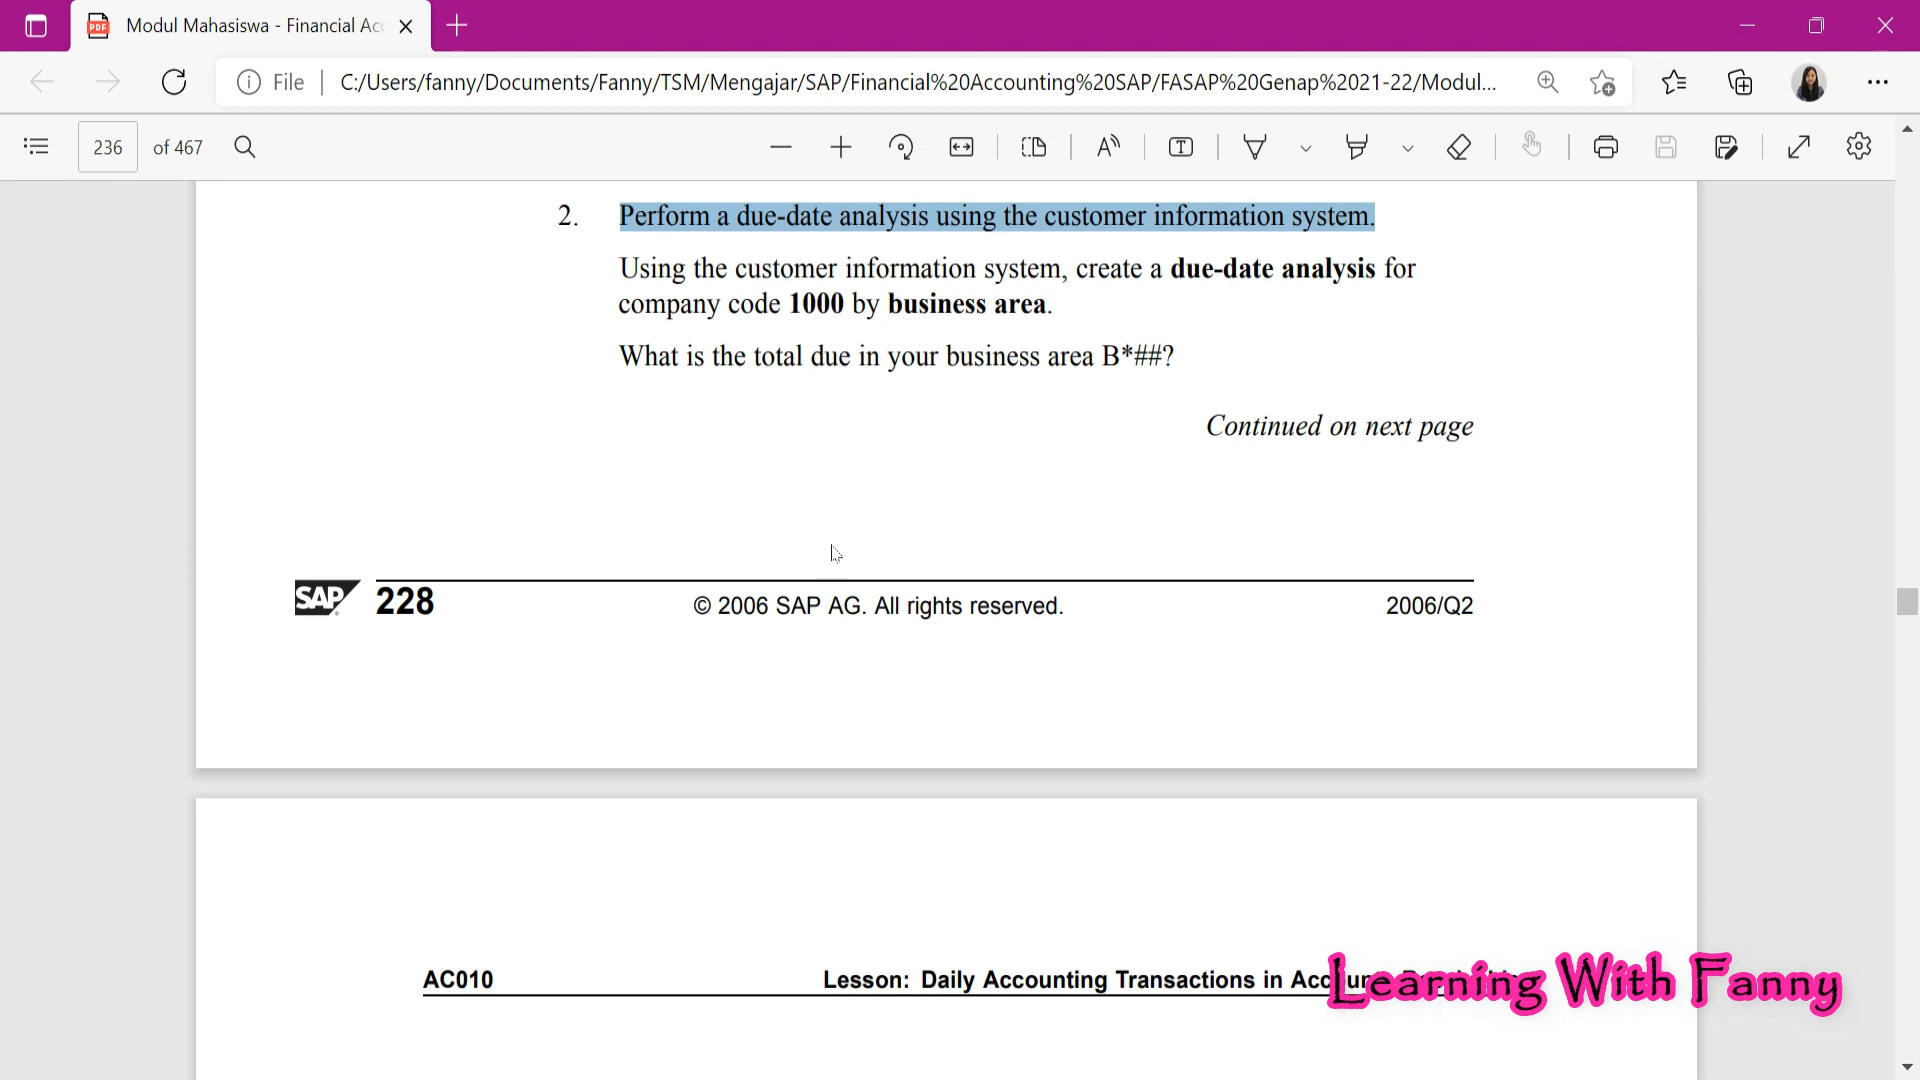 Modul Mahasiswa - Financial Acc
File
C:/Users/fanny/Documents/Fanny/TSM/Mengajar/SAP/Financial%20Accounting%20SAP/FASAP%20Genap%2021-22/Modul...
236 of 467
2. Perform a due-date analysis using the customer information system.
Using the customer information system, create a due-date analysis for
company code 1000 by business area.
What is the total due in your business area B*##?
Continued on next page
SAP 228 © 2006 SAP AG. All rights reserved. 2006/Q2
AC010 Lesson: Daily Accounting Transactions in
Learning With Fanny